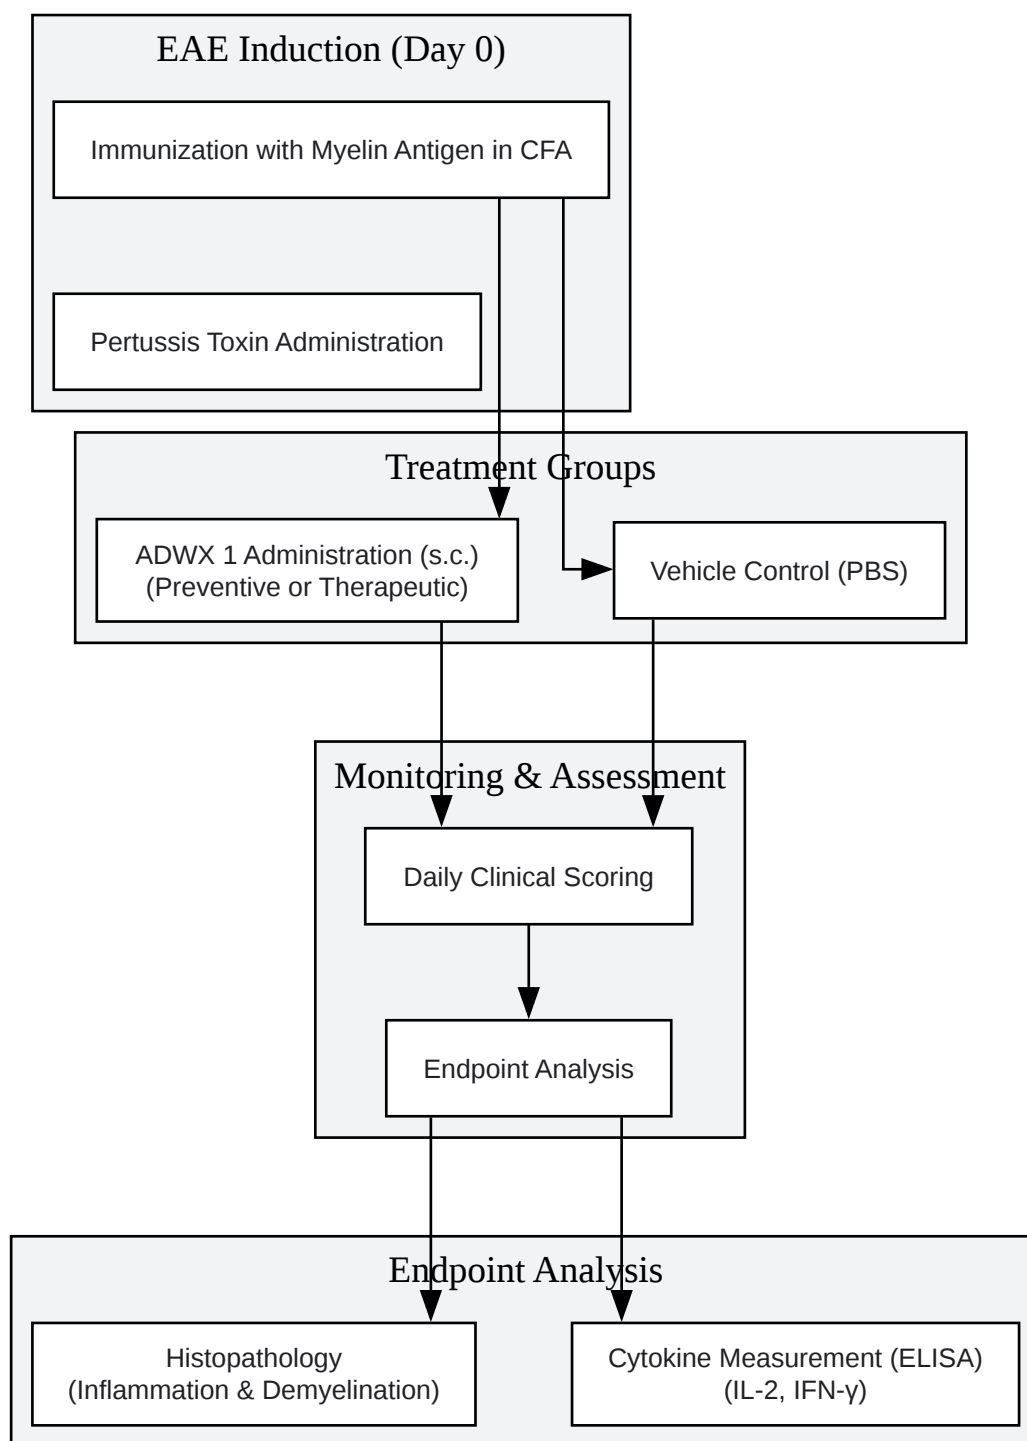 EAE Induction (Day 0)
Immunization with Myelin Antigen in CFA
Pertussis Toxin Administration
Treatment Groups
ADWX 1 Administration (s.c.)
(Preventive or Therapeutic)
Vehicle Control (PBS)
Monitoring & Assessment
Daily Clinical Scoring
Endpoint Analysis
Endpoint Analysis
Histopathology
(Inflammation & Demyelination)
Cytokine Measurement (ELISA)
(IL-2, IFN-γ)